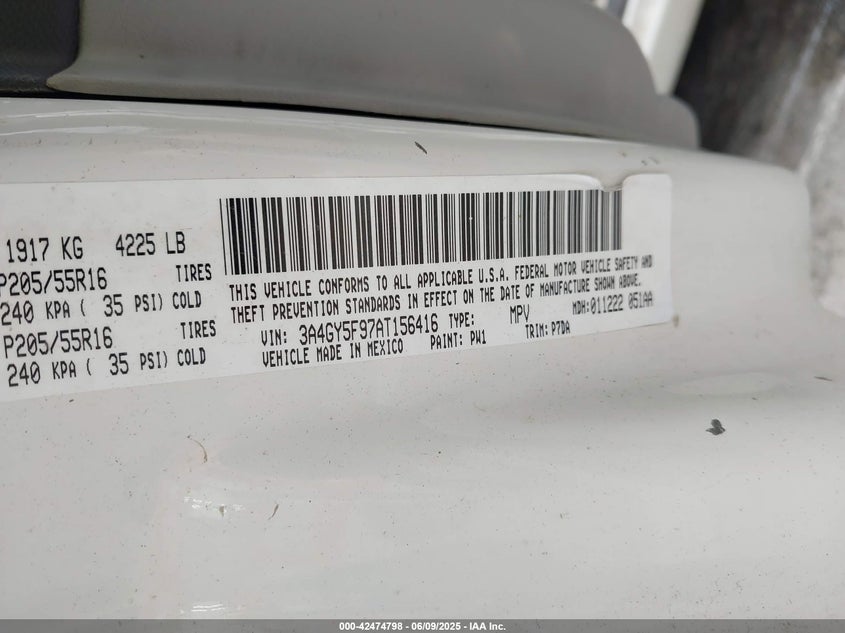 1917 KG 4225 LB
P205/55R16 TIRES
240 KPA ( 35 PSI) COLD
P205/55R16 TIRES
240 KPA ( 35 PSI) COLD
THIS VEHICLE CONFORMS TO ALL APPLICABLE U.S.A. FEDERAL MOTOR VEHICLE SAFETY AND
THEFT PREVENTION STANDARDS IN EFFECT ON THE DATE OF MANUFACTURE SHOWN ABOVE.
MDH:011222 051AA
VIN: 3A4GY5F97AT156416 TYPE: MPV
VEHICLE MADE IN MEXICO PAINT: PW1 TRIM: P7DA
000-42474798 - 06/09/2025 - IAA Inc.